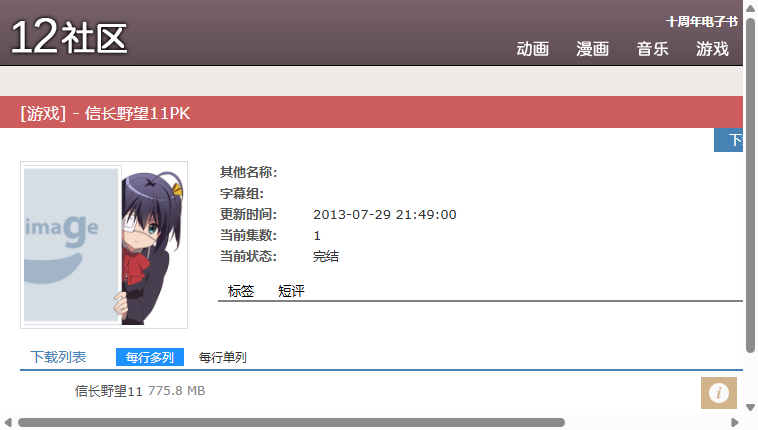 12社区
十周年电子书
动画 漫画 音乐 游戏
[游戏] - 信长野望11PK
image
其他名称:
字幕组:
更新时间: 2013-07-29 21:49:00
当前集数: 1
当前状态: 完结
标签 短评
下载列表 每行多列 每行单列
信长野望11 775.8 MB
i